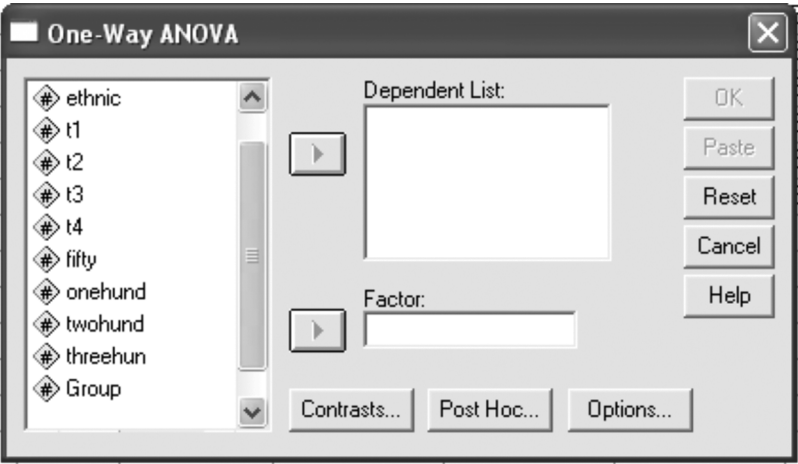 One-Way ANOVA
ethnic
t1
t2
t3
t4
fifty
onehund
twohund
threehun
Group
Dependent List:
Factor:
Contrasts...
Post Hoc...
Options...
OK
Paste
Reset
Cancel
Help